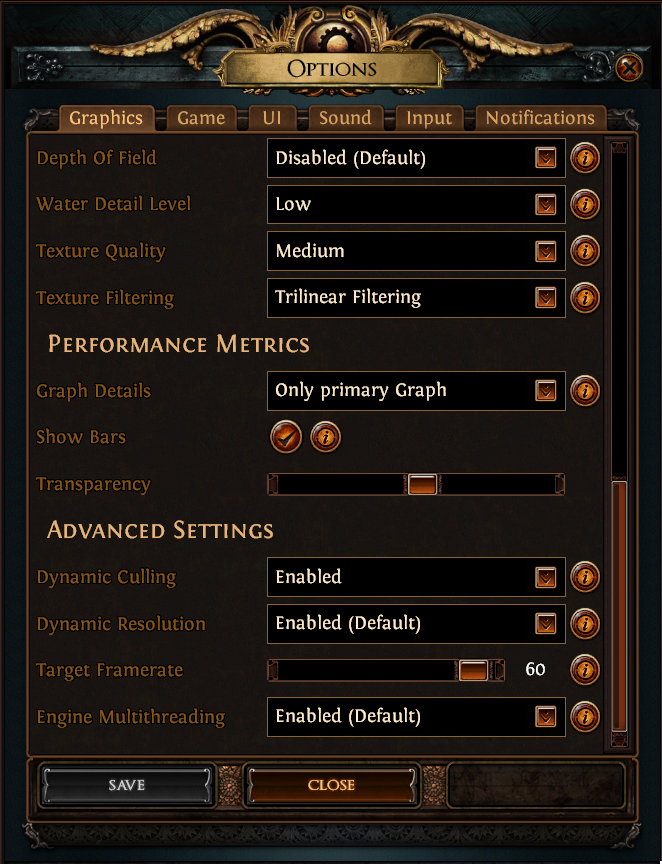 Options
Graphics Game UI Sound Input Notifications
Depth Of Field Disabled (Default)
Water Detail Level Low
Texture Quality Medium
Texture Filtering Trilinear Filtering
Performance Metrics
Graph Details Only primary Graph
Show Bars
Transparency
Advanced Settings
Dynamic Culling Enabled
Dynamic Resolution Enabled (Default)
Target Framerate 60
Engine Multithreading Enabled (Default)
SAVE CLOSE